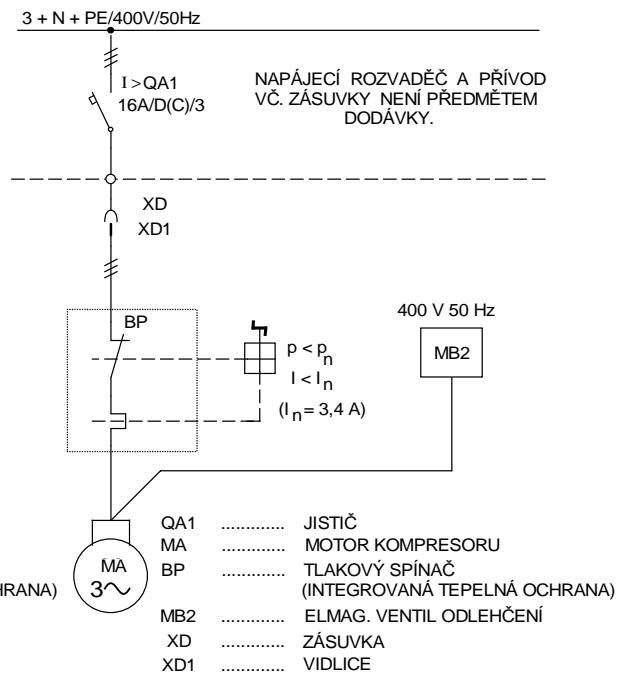 3 + N + PE/400V/50Hz
I > QA1
16A/D(C)/3
NAPÁJECÍ ROZVADĚČ A PŘÍVOD
VČ. ZÁSUVKY NENÍ PŘEDMĚTEM
DODÁVKY.
XD
XD1
BP
p < pn
I < In
(In = 3,4 A)
400 V 50 Hz
MB2
MA
3~
HRANA)
QA1 ............. JISTIČ
MA ............. MOTOR KOMPRESORU
BP ............. TLAKOVÝ SPÍNAČ
(INTEGROVANÁ TEPELNÁ OCHRANA)
MB2 ............. ELMAG. VENTIL ODLEHČENÍ
XD ............. ZÁSUVKA
XD1 ............. VIDLICE